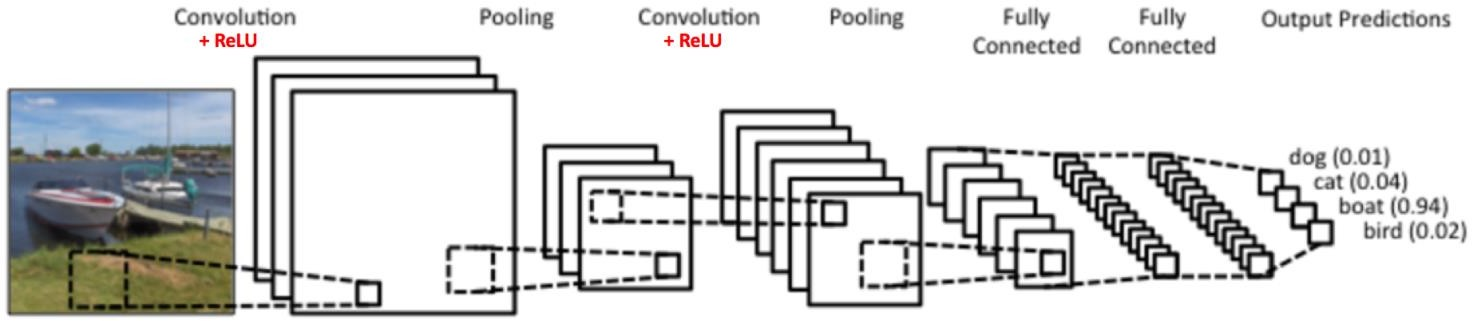 Convolution
+ ReLU
Pooling
Convolution
+ ReLU
Pooling
Fully
Connected
Fully
Connected
Output Predictions
dog (0.01)
cat (0.04)
boat (0.94)
bird (0.02)